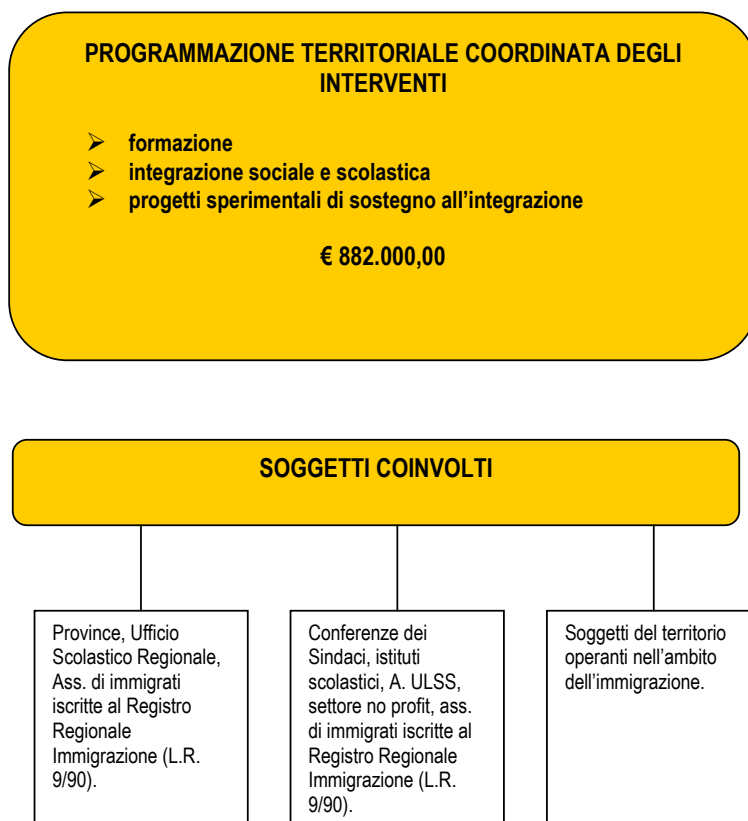 PROGRAMMAZIONE TERRITORIALE COORDINATA DEGLI
INTERVENTI
➢ formazione
➢ integrazione sociale e scolastica
➢ progetti sperimentali di sostegno all’integrazione
€ 882.000,00
SOGGETTI COINVOLTI
Province, Ufficio
Scolastico Regionale,
Ass. di immigrati
iscritte al Registro
Regionale
Immigrazione (L.R.
9/90).
Conferenze dei
Sindaci, istituti
scolastici, A. ULSS,
settore no profit, ass.
di immigrati iscritte al
Registro Regionale
Immigrazione (L.R.
9/90).
Soggetti del territorio
operanti nell’ambito
dell’immigrazione.